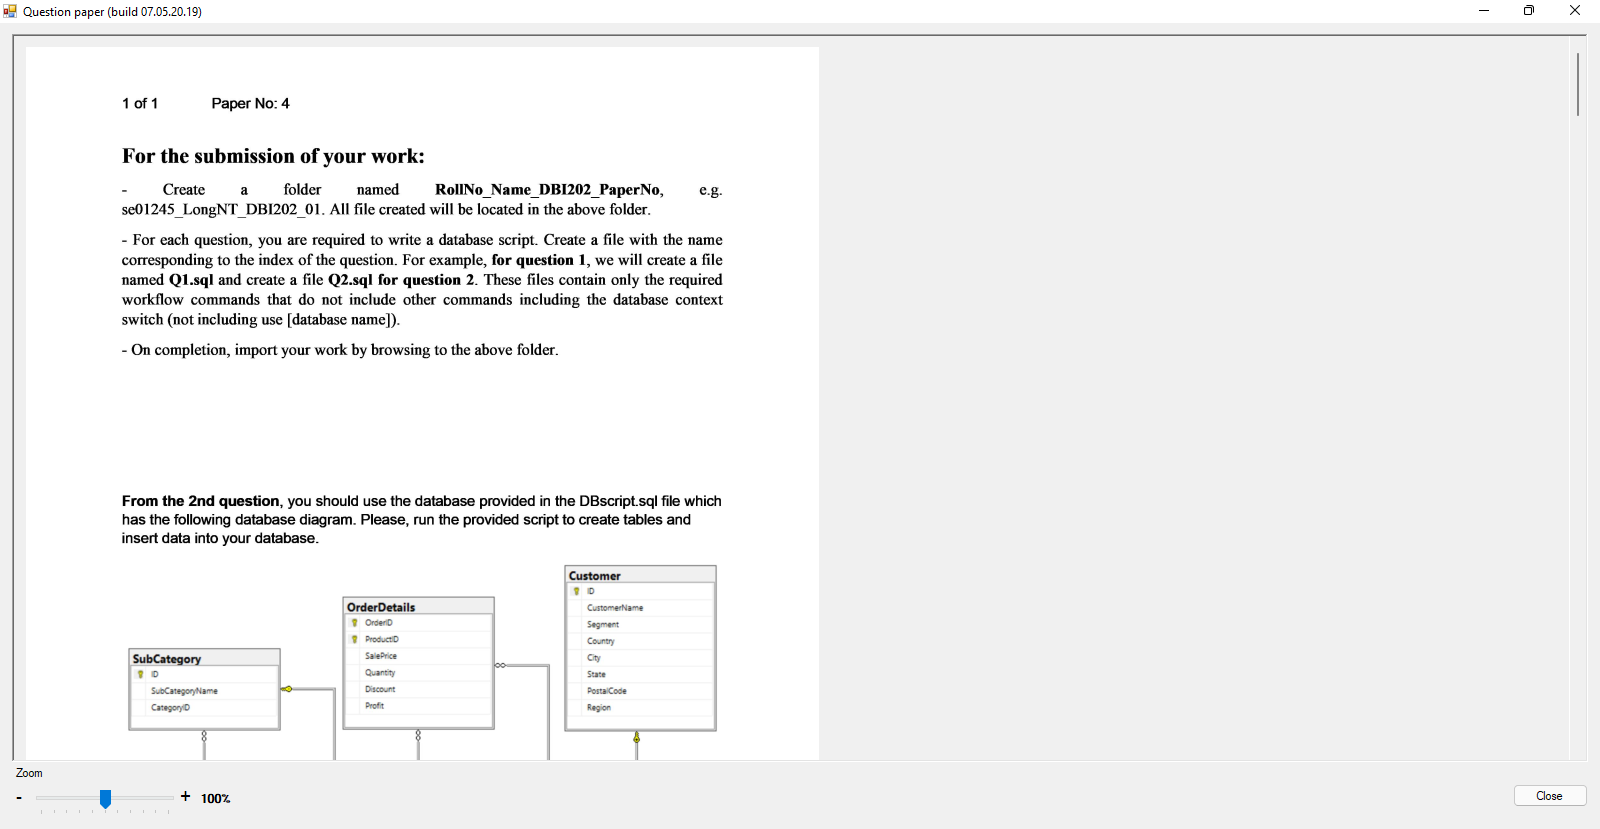 Question paper (build 07.05.20.19)
1 of 1 Paper No: 4
For the submission of your work:
- Create a folder named RollNo_Name_DBI202_PaperNo, e.g.
se01245_LongNT_DBI202_01. All file created will be located in the above folder.
- For each question, you are required to write a database script. Create a file with the name
corresponding to the index of the question. For example, for question 1, we will create a file
named Q1.sql and create a file Q2.sql for question 2. These files contain only the required
workflow commands that do not include other commands including the database context
switch (not including use [database name]).
- On completion, import your work by browsing to the above folder.
From the 2nd question, you should use the database provided in the DBscript.sql file which
has the following database diagram. Please, run the provided script to create tables and
insert data into your database.
SubCategory
ID
SubCategoryName
CategoryID
OrderDetails
OrderID
ProductID
SalePrice
Quantity
Discount
Profit
Customer
ID
CustomerName
Segment
Country
City
State
PostalCode
Region
Zoom
- + 100%
Close